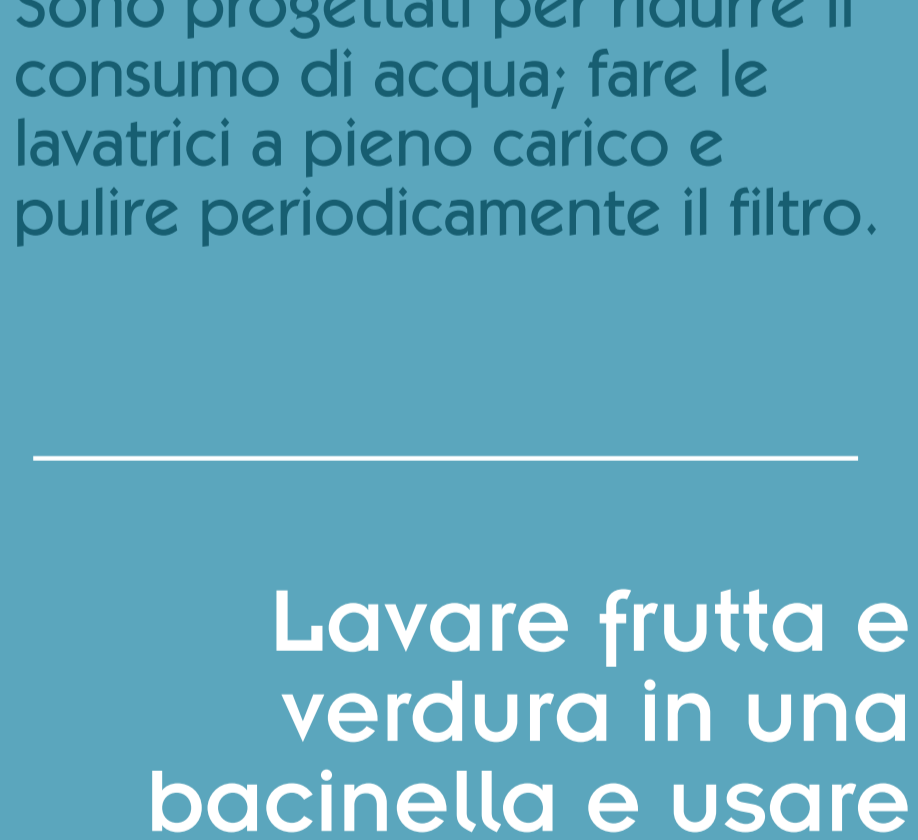 sono progettati per ridurre il
consumo di acqua; fare le
lavatrici a pieno carico e
pulire periodicamente il filtro.
Lavare frutta e
verdura in una
bacinella e usare